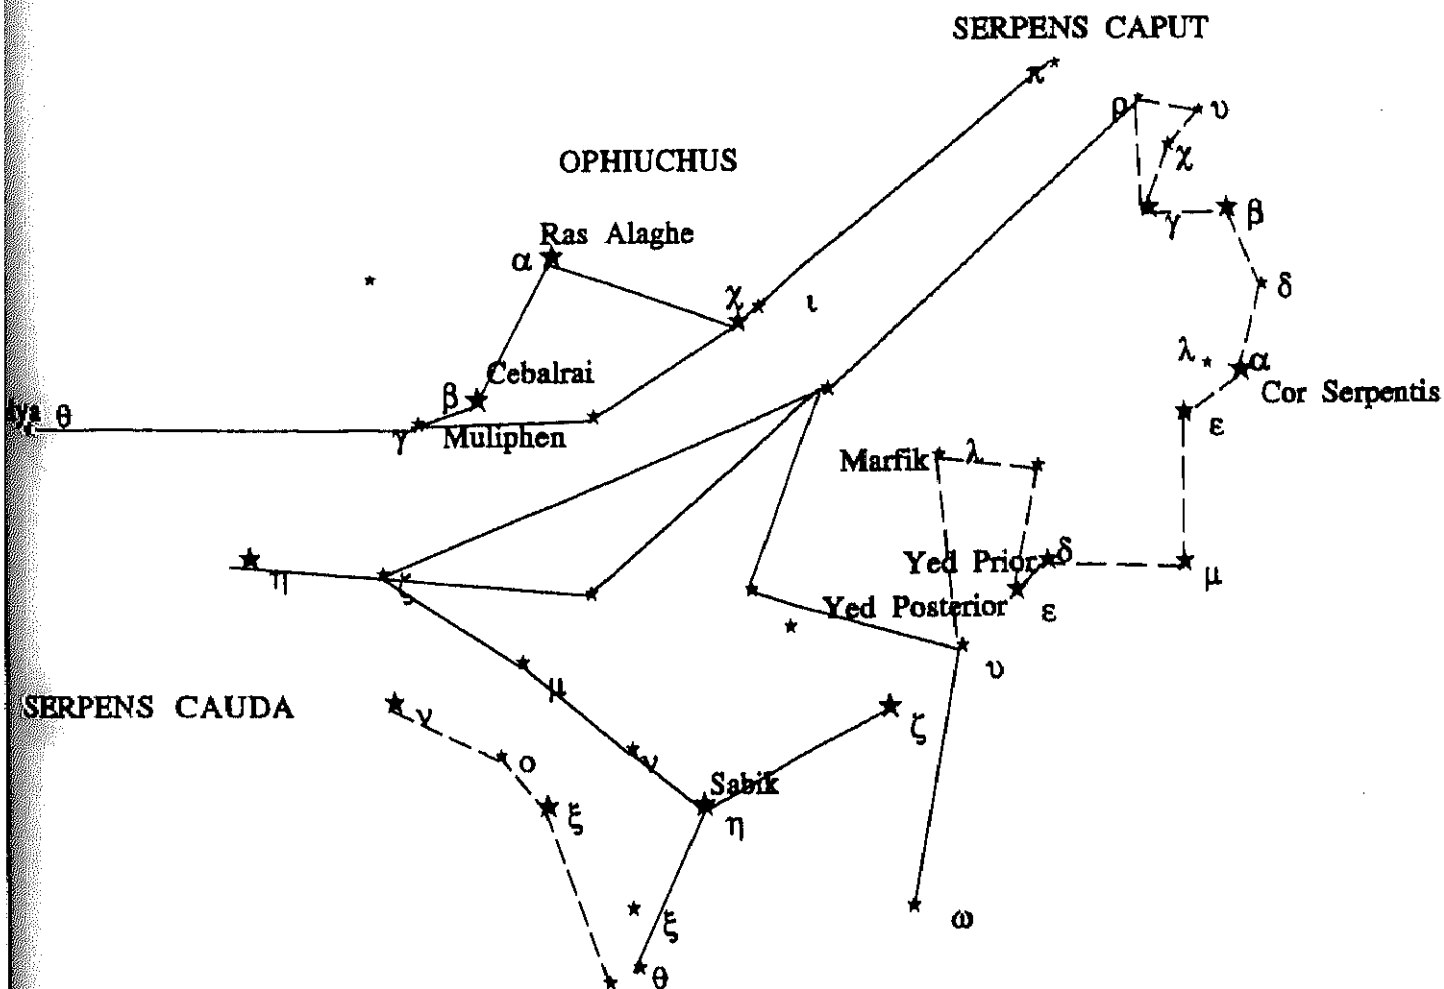 SERPENS CAPUT
π
ρ
υ
χ
OPHIUCHUS
γ
β
Ras Alaghe
α
δ
χ
ι
λ
α
Cebalrai
β
Cor Serpentis
θ
ε
γ
Muliphen
Marfik
λ
Yed Prior
δ
η
ζ
μ
Yed Posterior
ε
υ
μ
SERPENS CAUDA
ν
ζ
ο
ν
Sabik
ξ
η
ξ
ω
θ